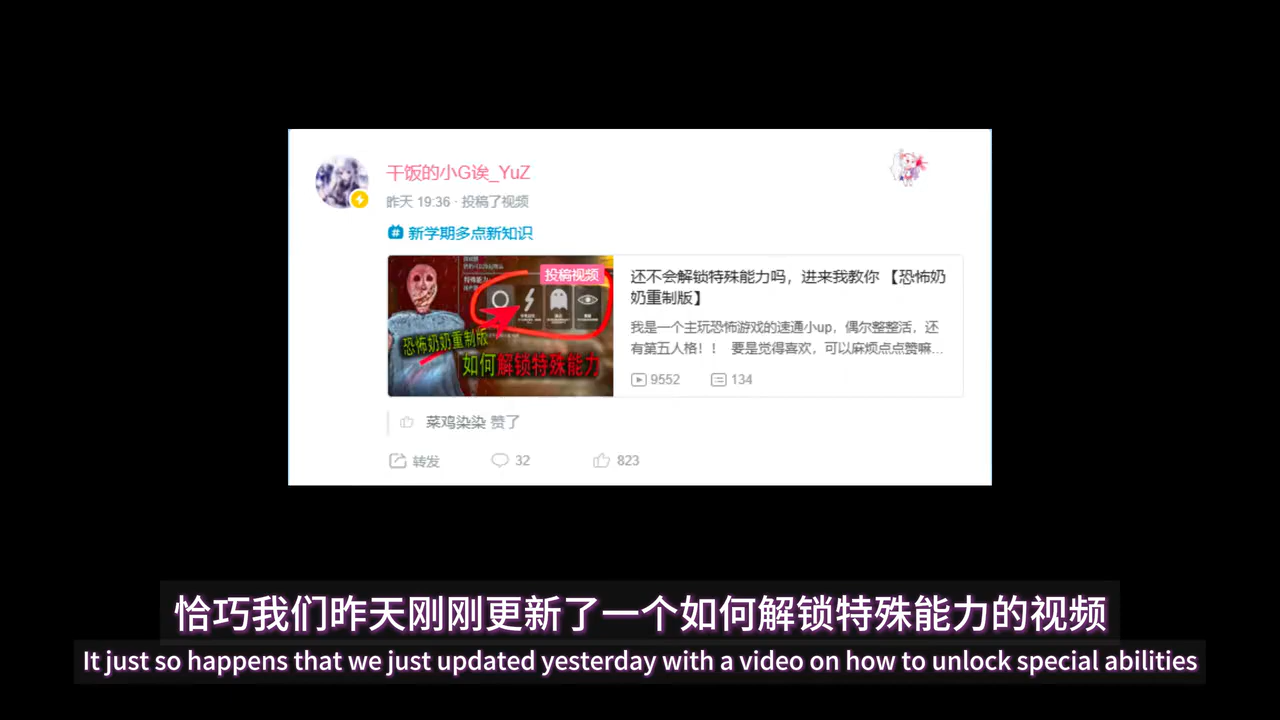 干饭的小G诶_YuZ
昨天 19:36 · 投稿了视频
# 新学期多点新知识
投稿视频
特殊能力
恐怖奶奶重制版
如何解锁特殊能力
还不会解锁特殊能力吗，进来我教你 【恐怖奶
奶重制版】
我是一个主玩恐怖游戏的速通小up，偶尔整整活，还
有第五人格！！ 要是觉得喜欢，可以麻烦点点赞嘛...
9552 134
菜鸡染染 赞了
转发 32 823
恰巧我们昨天刚刚更新了一个如何解锁特殊能力的视频
It just so happens that we just updated yesterday with a video on how to unlock special abilities